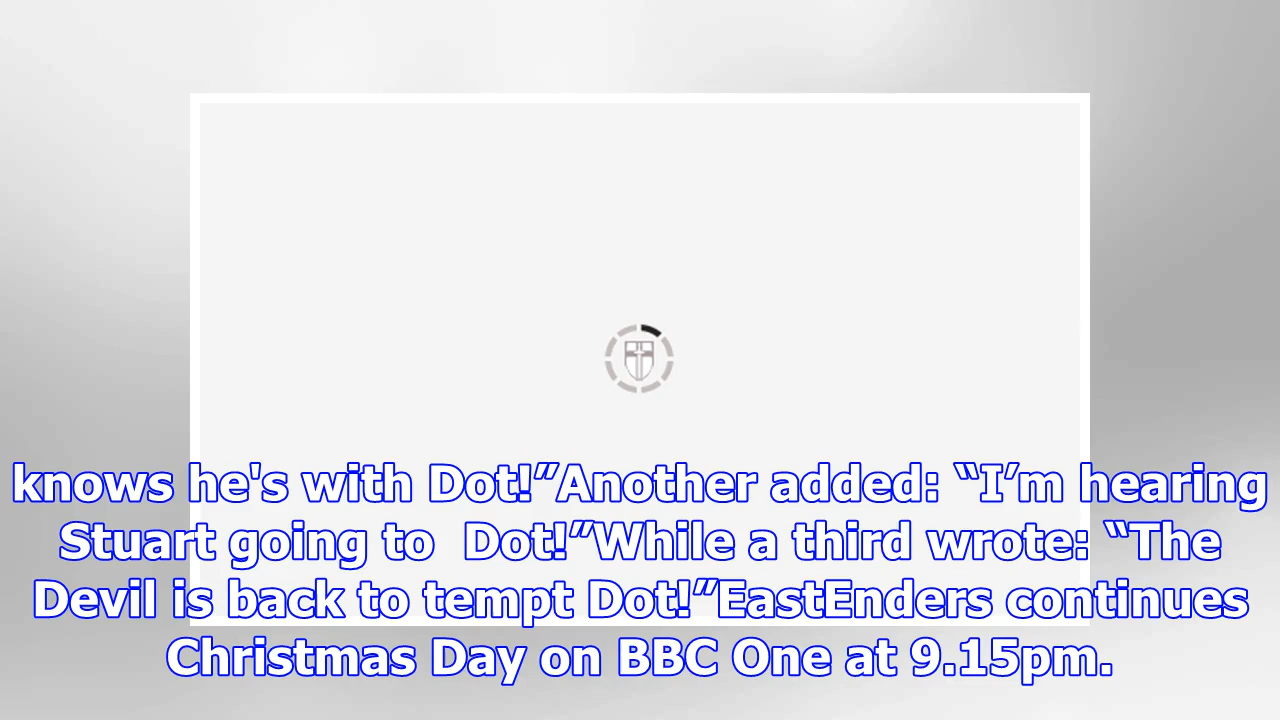 knows he's with Dot!”Another added: “I’m hearing
Stuart going to  Dot!”While a third wrote: “The
Devil is back to tempt Dot!”EastEnders continues
Christmas Day on BBC One at 9.15pm.